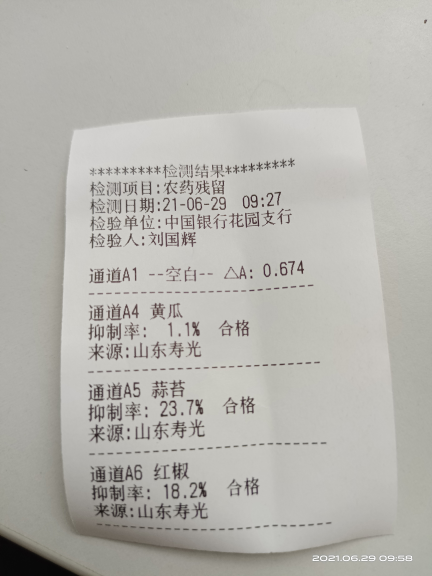 *********检测结果*********
检测项目:农药残留
检测日期:21-06-29 09:27
检验单位:中国银行花园支行
检验人:刘国辉
通道A1 --空白-- △A: 0.674
------------------------------
通道A4 黄瓜
抑制率: 1.1% 合格
来源:山东寿光
------------------------------
通道A5 蒜苔
抑制率: 23.7% 合格
来源:山东寿光
------------------------------
通道A6 红椒
抑制率: 18.2% 合格
来源:山东寿光
------------------------------
2021.06.29 09:58